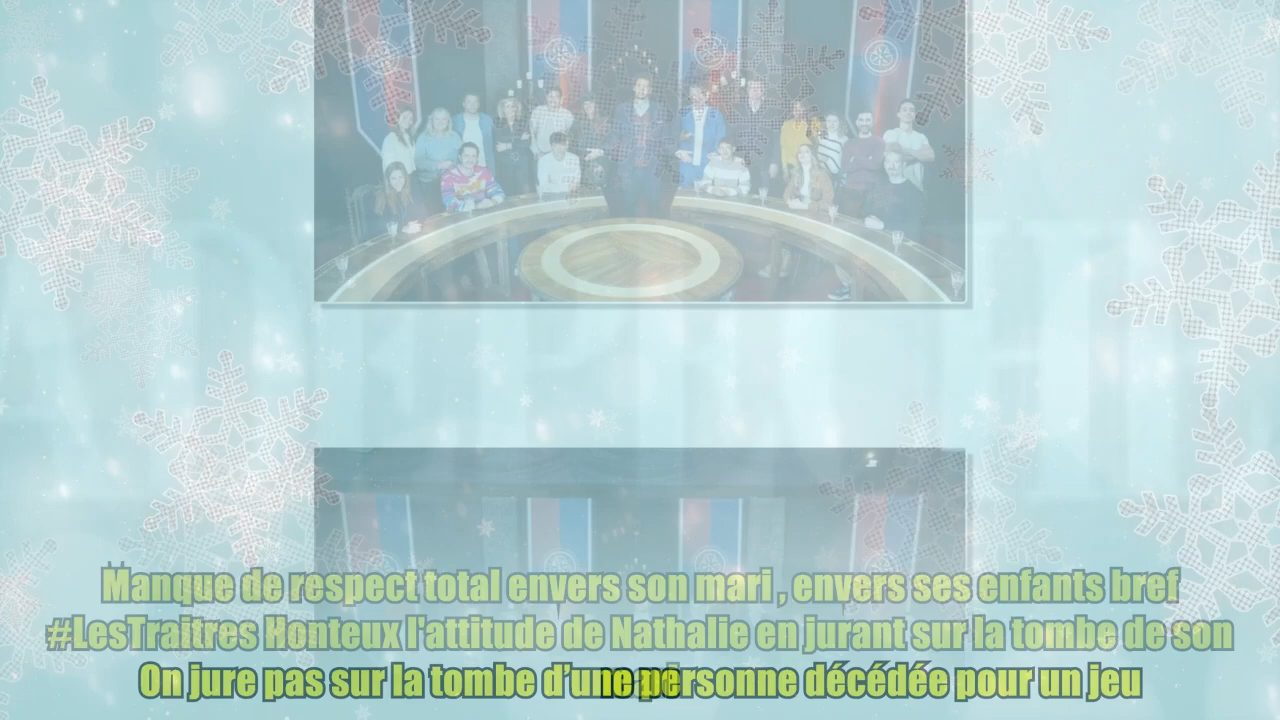 Manque de respect total envers son mari , envers ses enfants bref
#LesTraitres Honteux l'attitude de Nathalie en jurant sur la tombe de son
On jure pas sur la tombe d’une personne décédée pour un jeu